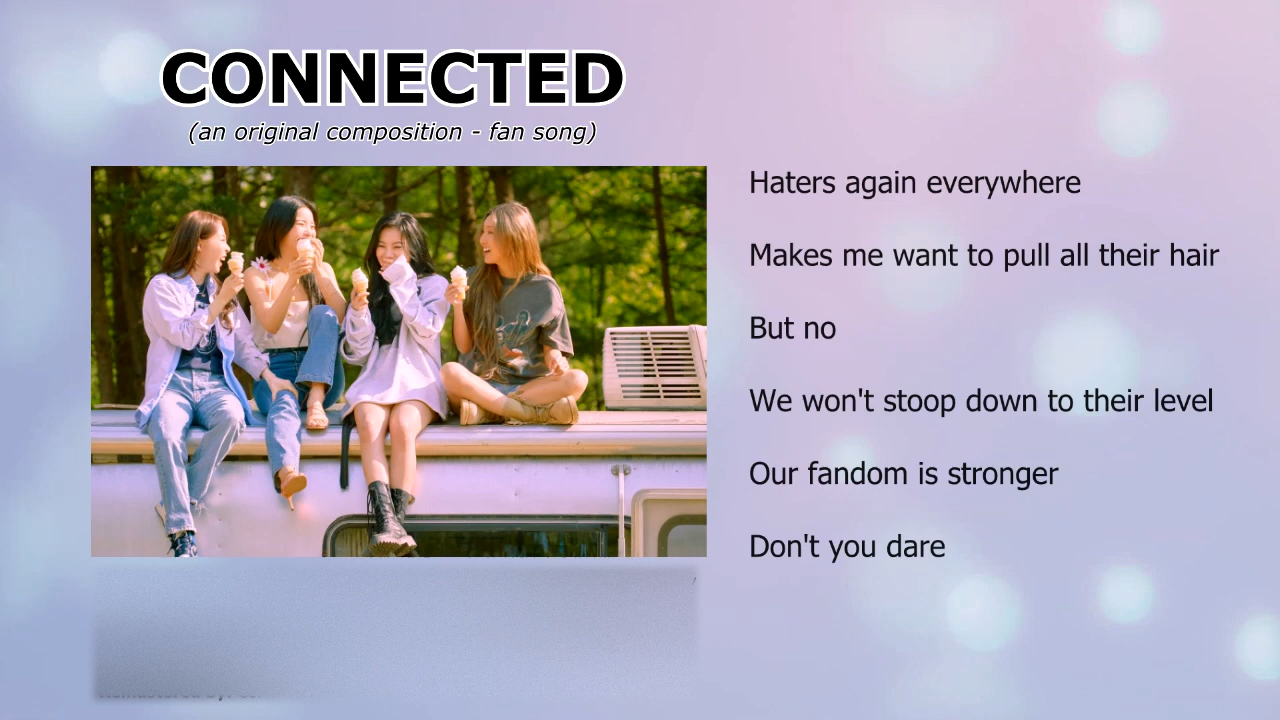 CONNECTED
(an original composition - fan song)
Haters again everywhere
Makes me want to pull all their hair
But no
We won't stoop down to their level
Our fandom is stronger
Don't you dare